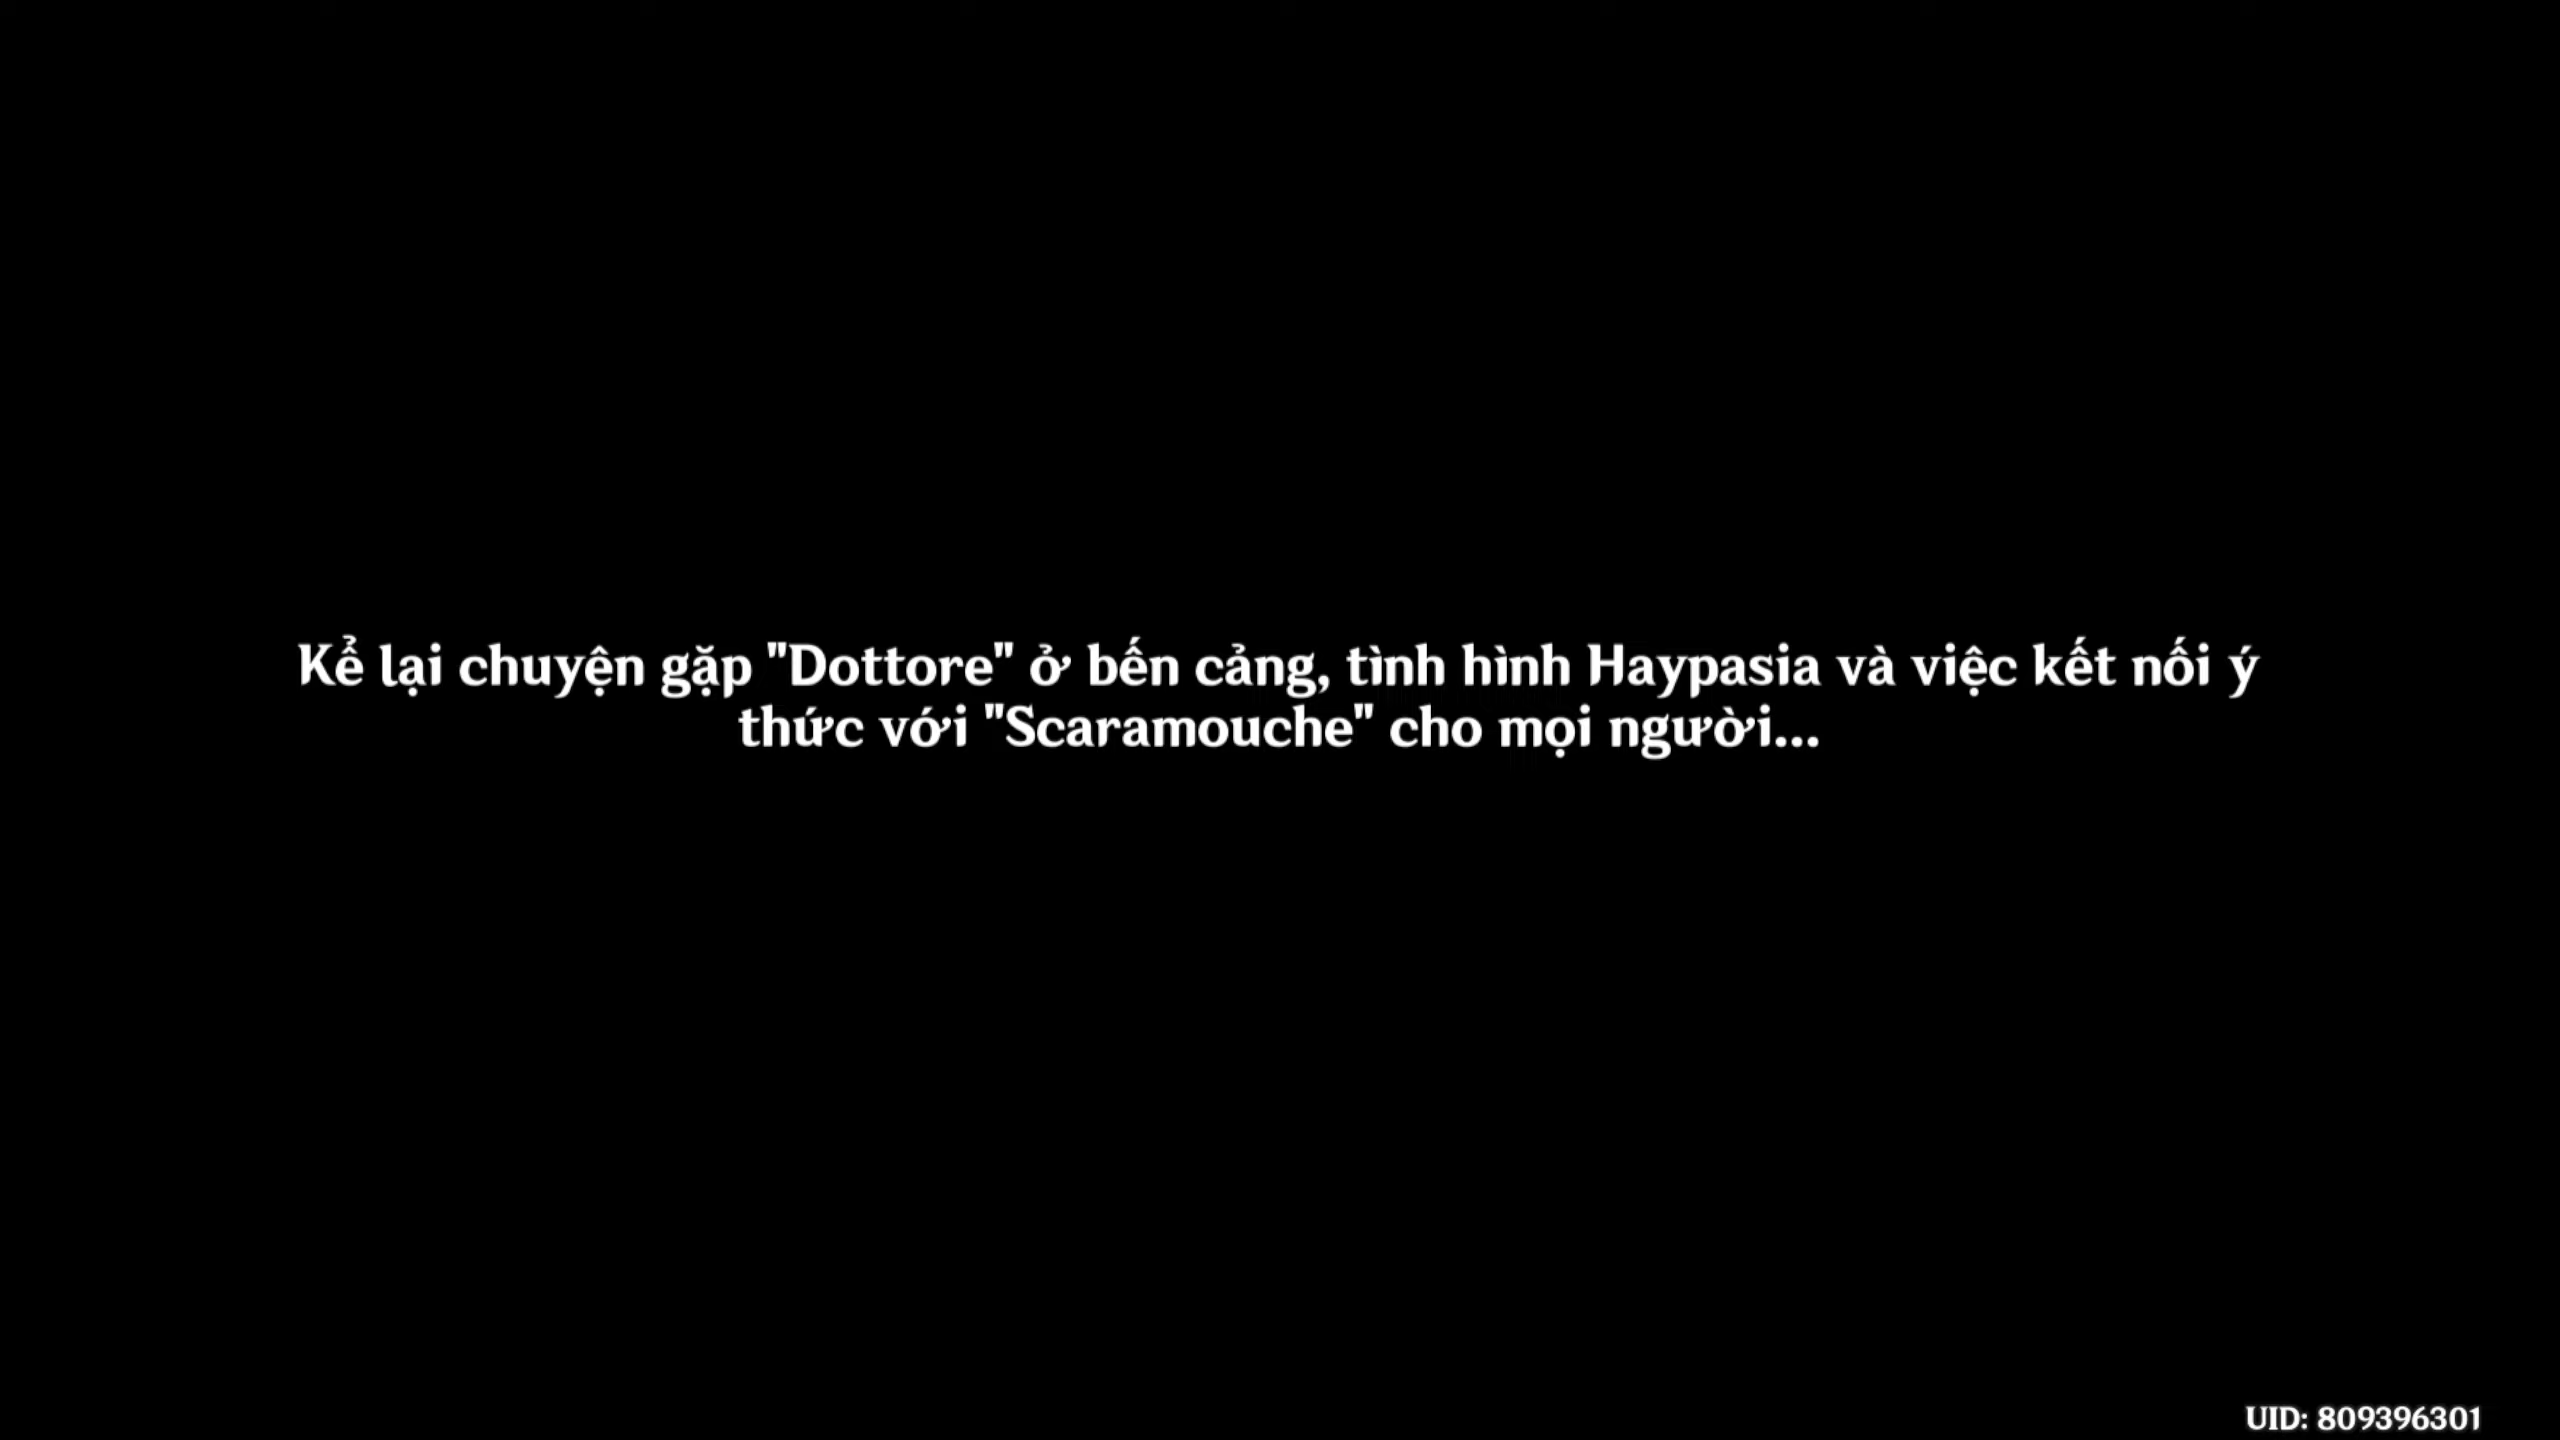 Kể lại chuyện gặp "Dottore" ở bến cảng, tình hình Haypasia và việc kết nối ý
thức với "Scaramouche" cho mọi người...
UID: 809396301